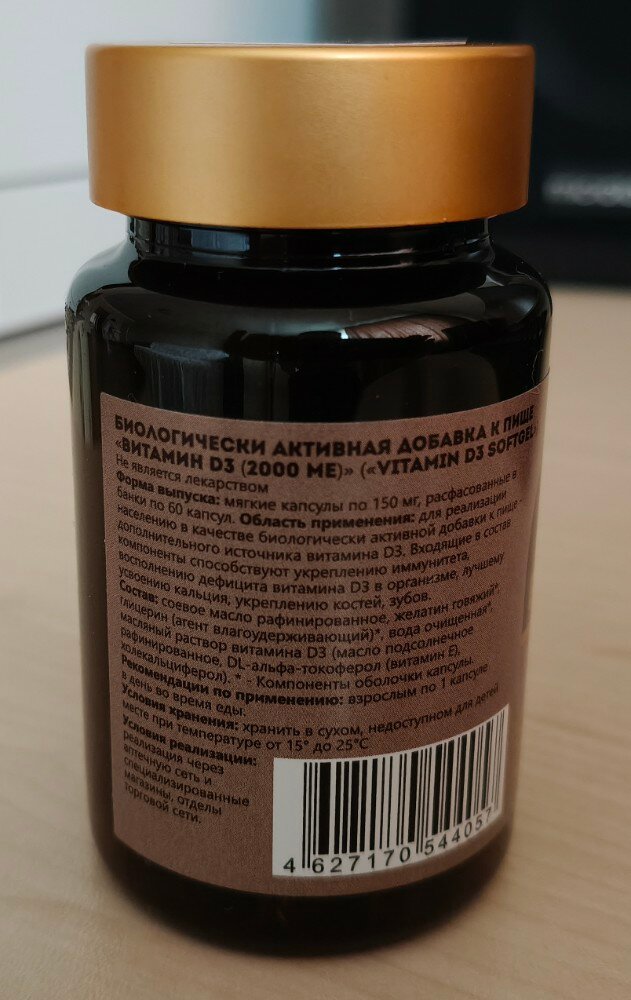 БИОЛОГИЧЕСКИ АКТИВНАЯ ДОБАВКА К ПИЩЕ
«ВИТАМИН D3 (2000 МЕ)» («VITAMIN D3 SOFTGEL»
Не является лекарством
Форма выпуска: мягкие капсулы по 150 мг, расфасованные в
банки по 60 капсул. Область применения: для реализации
населению в качестве биологически активной добавки к пище -
дополнительного источника витамина D3. Входящие в состав
компоненты способствуют укреплению иммунитета,
восполнению дефицита витамина D3 в организме, лучшему
усвоению кальция, укреплению костей, зубов.
Состав: соевое масло рафинированное, желатин говяжий*,
глицерин (агент влагоудерживающий)*, вода очищенная*,
масляный раствор витамина D3 (масло подсолнечное
рафинированное, DL-альфа-токоферол (витамин Е),
холекальциферол). * - Компоненты оболочки капсулы.
Рекомендации по применению: взрослым по 1 капсуле
в день во время еды.
Условия хранения: хранить в сухом, недоступном для детей
месте при температуре от 15° до 25°С
Условия реализации:
реализация через
аптечную сеть и
специализированные
магазины, отделы
торговой сети.
4 627170 544057